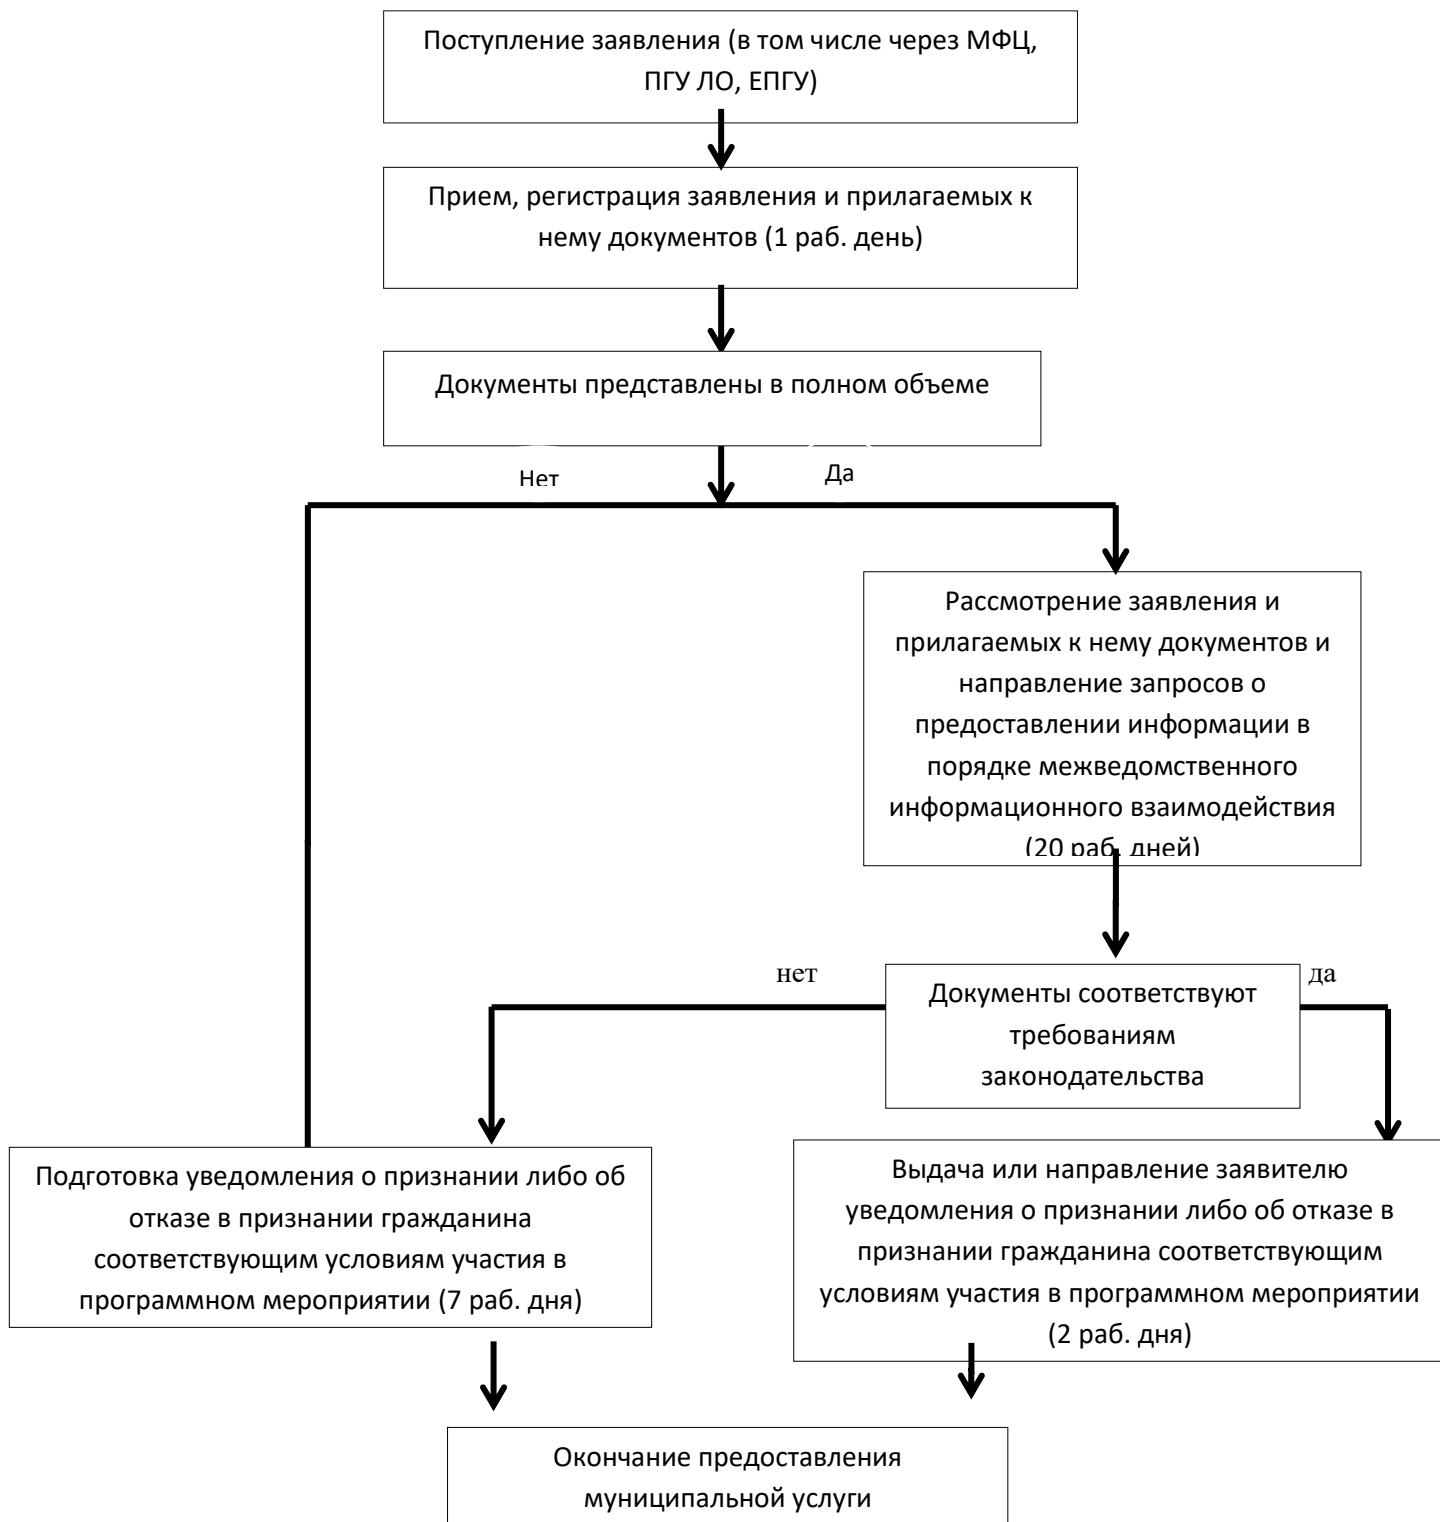 Поступление заявления (в том числе через МФЦ,
ПГУ ЛО, ЕПГУ)
Прием, регистрация заявления и прилагаемых к
нему документов (1 раб. день)
Документы представлены в полном объеме
Нет
Да
Рассмотрение заявления и
прилагаемых к нему документов и
направление запросов о
предоставлении информации в
порядке межведомственного
информационного взаимодействия
(20 раб. дней)
нет
да
Документы соответствуют
требованиям
законодательства
Подготовка уведомления о признании либо об
отказе в признании гражданина
соответствующим условиям участия в
программном мероприятии (7 раб. дня)
Выдача или направление заявителю
уведомления о признании либо об отказе в
признании гражданина соответствующим
условиям участия в программном мероприятии
(2 раб. дня)
Окончание предоставления
муниципальной услуги